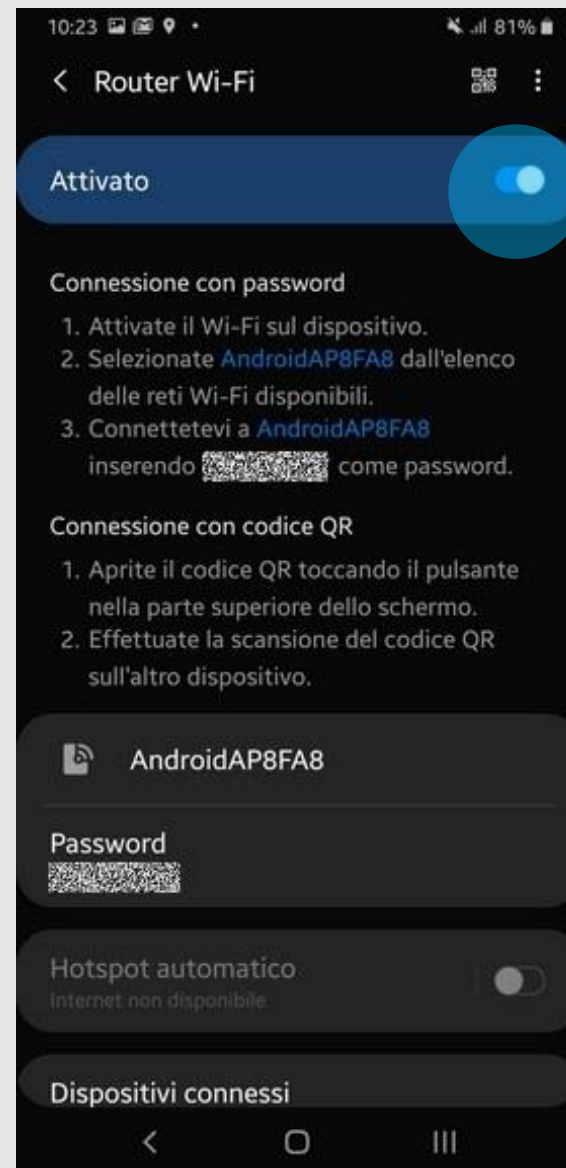 10:23 81%
Router Wi-Fi
Attivato
Connessione con password
1. Attivate il Wi-Fi sul dispositivo.
2. Selezionate AndroidAP8FA8 dall'elenco
delle reti Wi-Fi disponibili.
3. Connettetevi a AndroidAP8FA8
inserendo come password.
Connessione con codice QR
1. Aprite il codice QR toccando il pulsante
nella parte superiore dello schermo.
2. Effettuate la scansione del codice QR
sull'altro dispositivo.
AndroidAP8FA8
Password
Hotspot automatico
Internet non disponibile
Dispositivi connessi